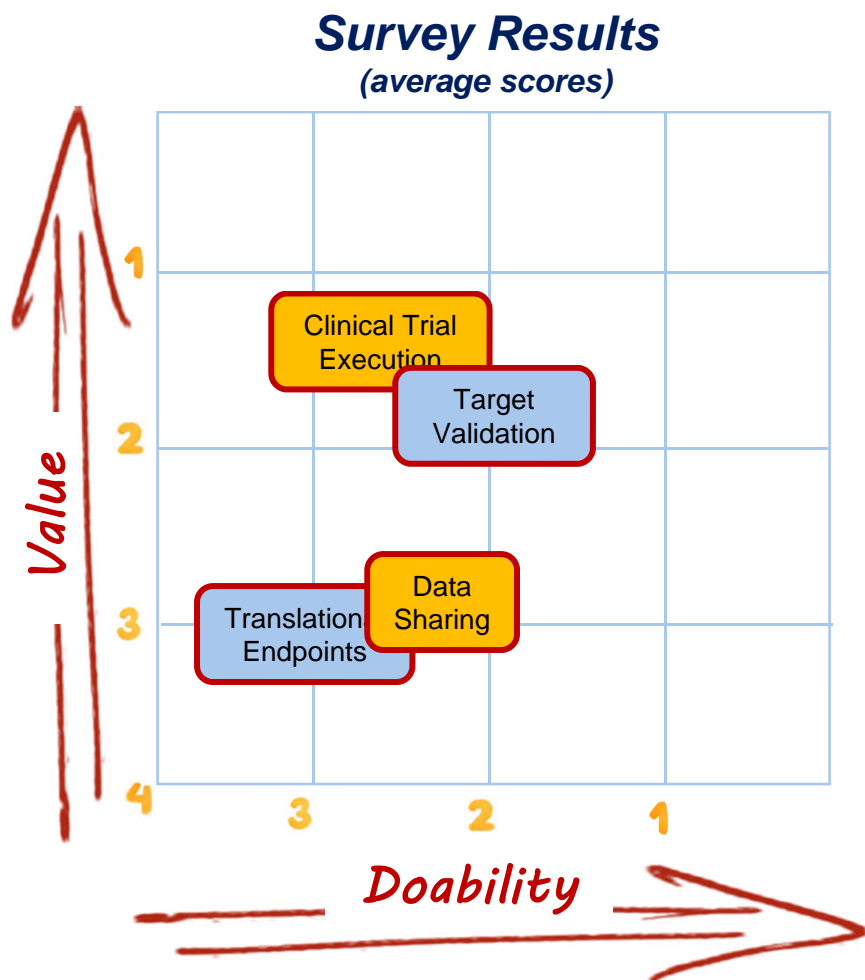 Survey Results
(average scores)
1
Clinical Trial
Execution
Target
Validation
2
Value
Data
Sharing
Translation
Endpoints
3
4
3
2
1
Doability